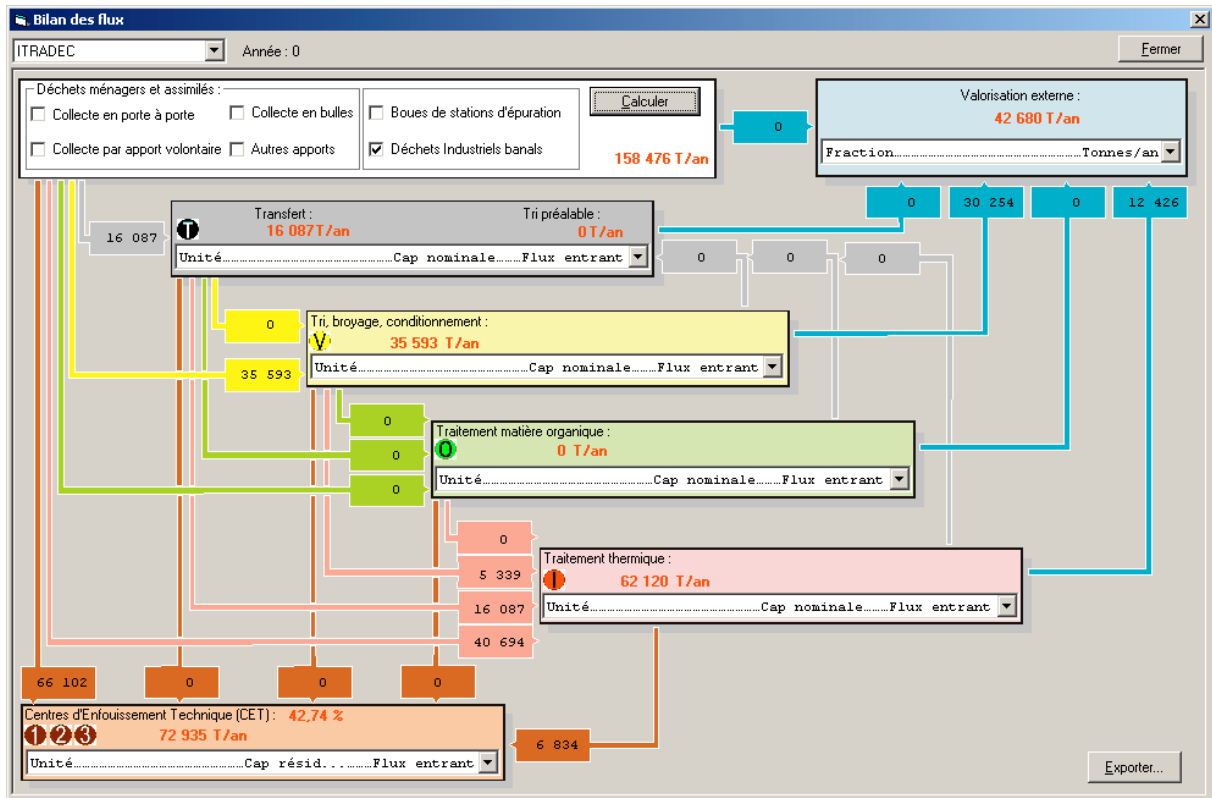 Bilan des flux
ITRADEC
Année : 0
Fermer
Déchets ménagers et assimilés :
Collecte en porte à porte
Collecte en bulles
Boues de stations d'épuration
Calculer
Collecte par apport volontaire
Autres apports
Déchets Industriels banals
158 476 T/an
0
Valorisation externe :
42 680 T/an
Fraction......Tonnes/an
0
30 254
0
12 426
16 087
Transfert :
Tri préalable :
T
16 087T/an
0T/an
Unité......Cap nominale......Flux entrant
0
0
0
0
Tri, broyage, conditionnement :
V
35 593 T/an
35 593
Unité......Cap nominale......Flux entrant
0
Traitement matière organique :
0
O
0 T/an
0
Unité......Cap nominale......Flux entrant
0
Traitement thermique :
5 339
I
62 120 T/an
16 087
Unité......Cap nominale......Flux entrant
40 694
66 102
0
0
0
Centres d'Enfouissement Technique (CET) : 42,74 %
1 2 3
72 935 T/an
6 834
Unité......Cap résid.........Flux entrant
Exporter...